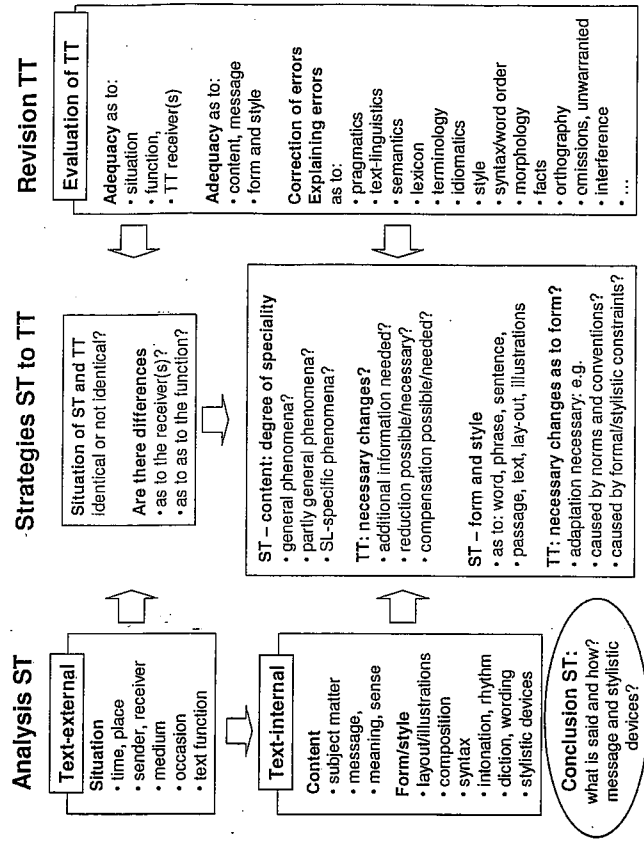 Analysis ST
Text-external
Situation
• time, place
• sender, receiver
• medium
• occasion
• text function
Text-internal
Content
• subject matter
• message,
• meaning, sense
Form/style
• layout/illustrations
• composition
• syntax
• intonation, rhythm
• diction, wording
• stylistic devices
Conclusion ST:
what is said and how?
message and stylistic
devices?
Strategies ST to TT
Situation of ST and TT
identical or not identical?
Are there differences
• as to the receiver(s)?
• as to as to the function?
ST – content: degree of speciality
• general phenomena?
• partly general phenomena?
• SL-specific phenomena?
TT: necessary changes?
• additional information needed?
• reduction possible/necessary?
• compensation possible/needed?
ST – form and style
• as to: word, phrase, sentence,
• passage, text, lay-out, illustrations
TT: necessary changes as to form?
• adaptation necessary: e.g.
• caused by norms and conventions?
• caused by formal/stylistic constraints?
Revision TT
Evaluation of TT
Adequacy as to:
• situation
• function,
• TT receiver(s)
Adequacy as to:
• content, message
• form and style
Correction of errors
Explaining errors
as to:
• pragmatics
• text-linguistics
• semantics
• lexicon
• terminology
• idiomatics
• style
• syntax/word order
• morphology
• facts
• orthography
• omissions, unwarranted
• interference
• ...